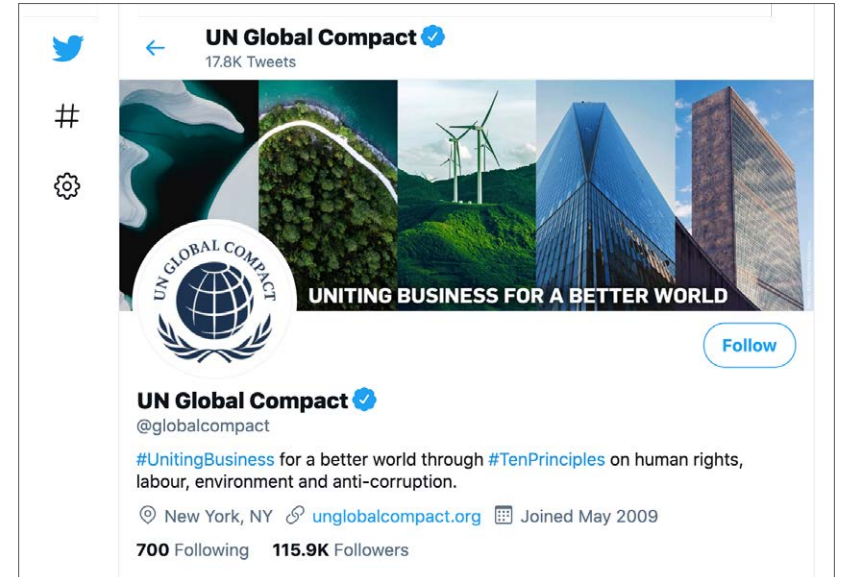 UN Global Compact
17.8K Tweets
UN GLOBAL COMPACT
UNITING BUSINESS FOR A BETTER WORLD
Follow
UN Global Compact
@globalcompact
#UnitingBusiness for a better world through #TenPrinciples on human rights,
labour, environment and anti-corruption.
New York, NY unglobalcompact.org Joined May 2009
700 Following 115.9K Followers